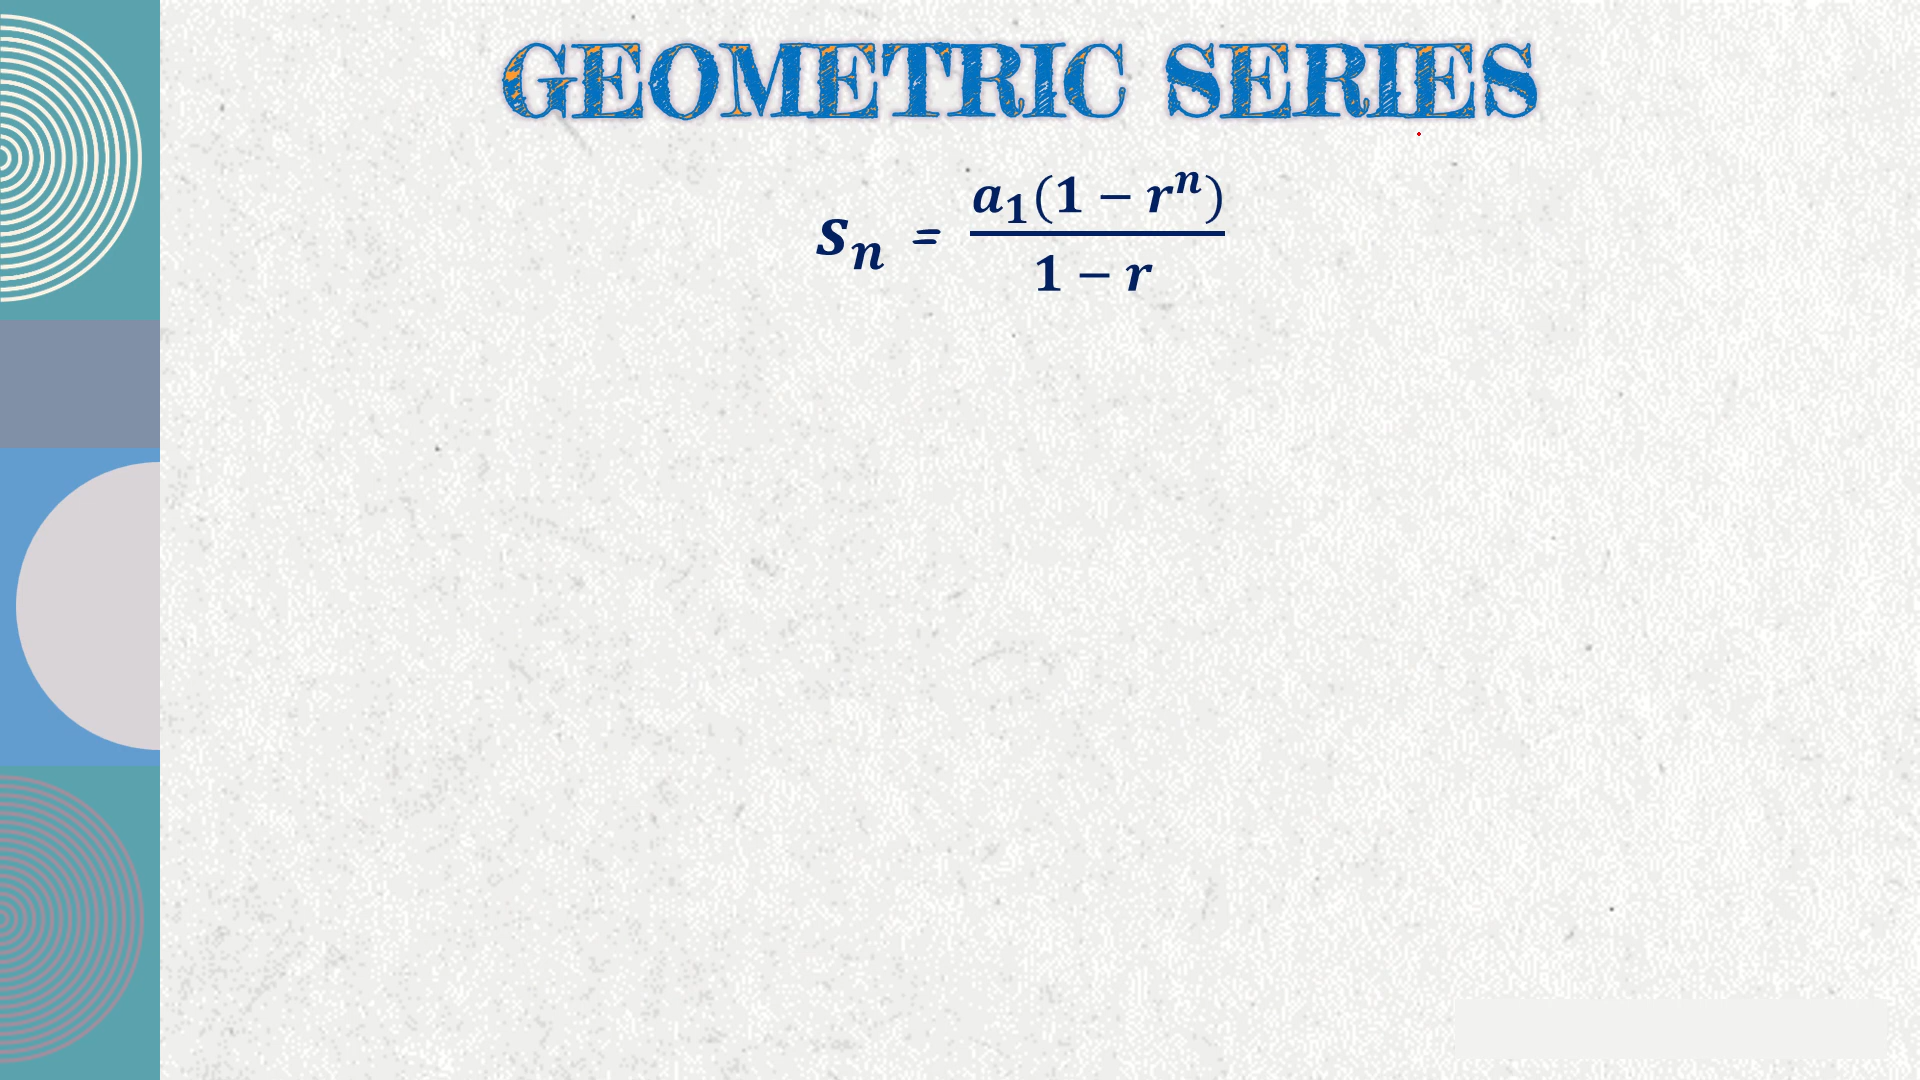 GEOMETRIC SERIES
sₙ = a₁(1 − rⁿ) / 1 − r